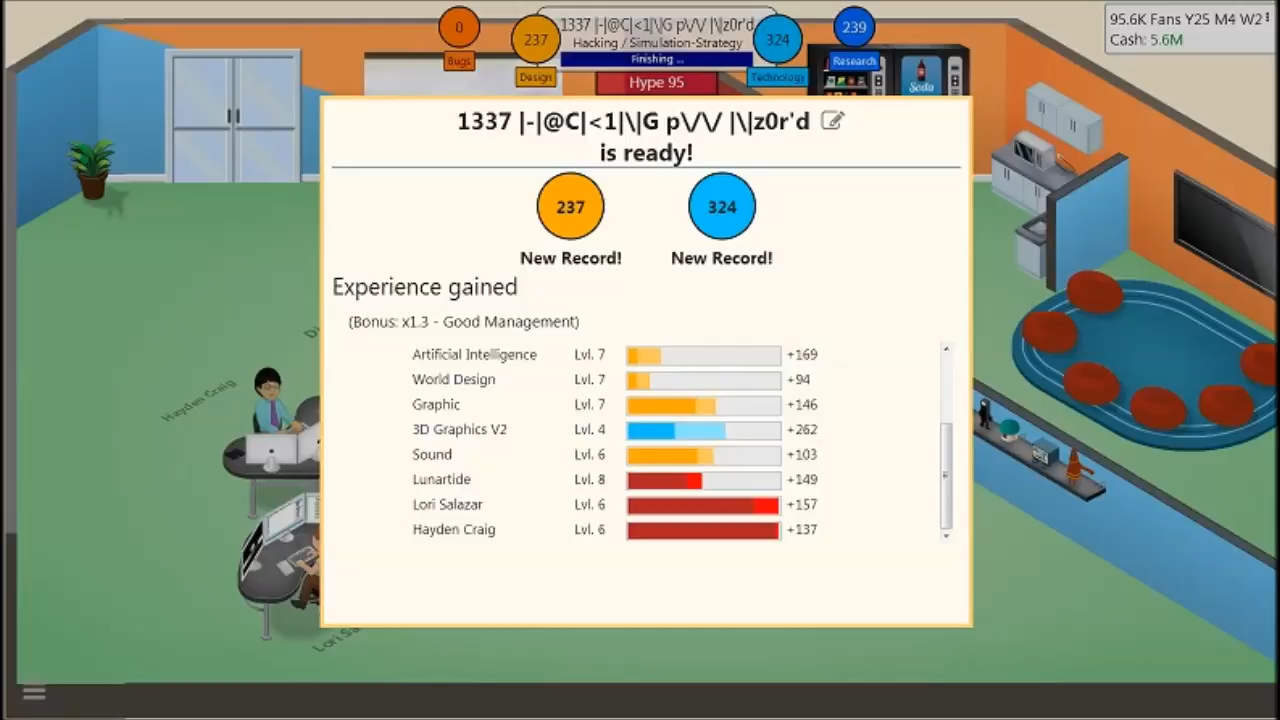 0
Bugs
237
Design
1337 |-|@C|<1|\|G p\/\/ |\|z0r'd
Hacking / Simulation-Strategy
Finishing ...
Hype 95
324
Technology
239
Research
Soda
95.6K Fans Y25 M4 W2
Cash: 5.6M
1337 |-|@C|<1|\|G p\/\/ |\|z0r'd
is ready!
237
324
New Record!
New Record!
Experience gained
(Bonus: x1.3 - Good Management)
Artificial Intelligence Lvl. 7 +169
World Design Lvl. 7 +94
Graphic Lvl. 7 +146
3D Graphics V2 Lvl. 4 +262
Sound Lvl. 6 +103
Lunartide Lvl. 8 +149
Lori Salazar Lvl. 6 +157
Hayden Craig Lvl. 6 +137
Hayden Craig
Lori Sa